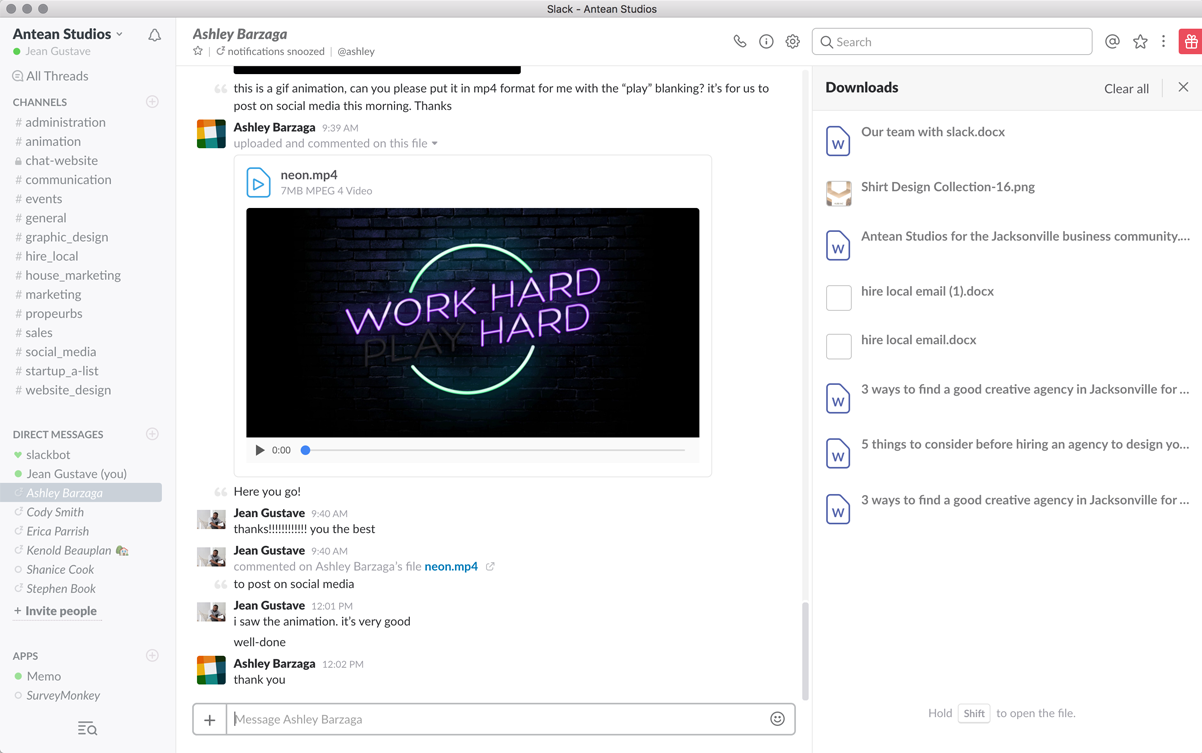 Slack - Antean Studios
Antean Studios
Jean Gustave
All Threads
CHANNELS
# administration
# animation
chat-website
# communication
# events
# general
# graphic_design
# hire_local
# house_marketing
# marketing
# propeurbs
# sales
# social_media
# startup_a-list
# website_design
DIRECT MESSAGES
slackbot
Jean Gustave (you)
Ashley Barzaga
Cody Smith
Erica Parrish
Kenold Beauplan
Shanice Cook
Stephen Book
+ Invite people
APPS
Memo
SurveyMonkey
Ashley Barzaga
notifications snoozed | @ashley
Search
this is a gif animation, can you please put it in mp4 format for me with the “play” blanking? it’s for us to
post on social media this morning. Thanks
Ashley Barzaga 9:39 AM
uploaded and commented on this file
neon.mp4
7MB MPEG 4 Video
WORK HARD
PLAY HARD
0:00
Here you go!
Jean Gustave 9:40 AM
thanks!!!!!!!!!!!! you the best
Jean Gustave 9:40 AM
commented on Ashley Barzaga’s file neon.mp4
to post on social media
Jean Gustave 12:01 PM
i saw the animation. it’s very good
well-done
Ashley Barzaga 12:02 PM
thank you
Message Ashley Barzaga
Downloads
Clear all
Our team with slack.docx
Shirt Design Collection-16.png
Antean Studios for the Jacksonville business community....
hire local email (1).docx
hire local email.docx
3 ways to find a good creative agency in Jacksonville for ...
5 things to consider before hiring an agency to design yo...
3 ways to find a good creative agency in Jacksonville for ...
Hold Shift to open the file.